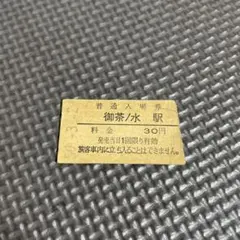 普通入場券
御茶ノ水駅
料金 30円
発売当日1回限り有効
旅客車内に立ち入ることはできません。